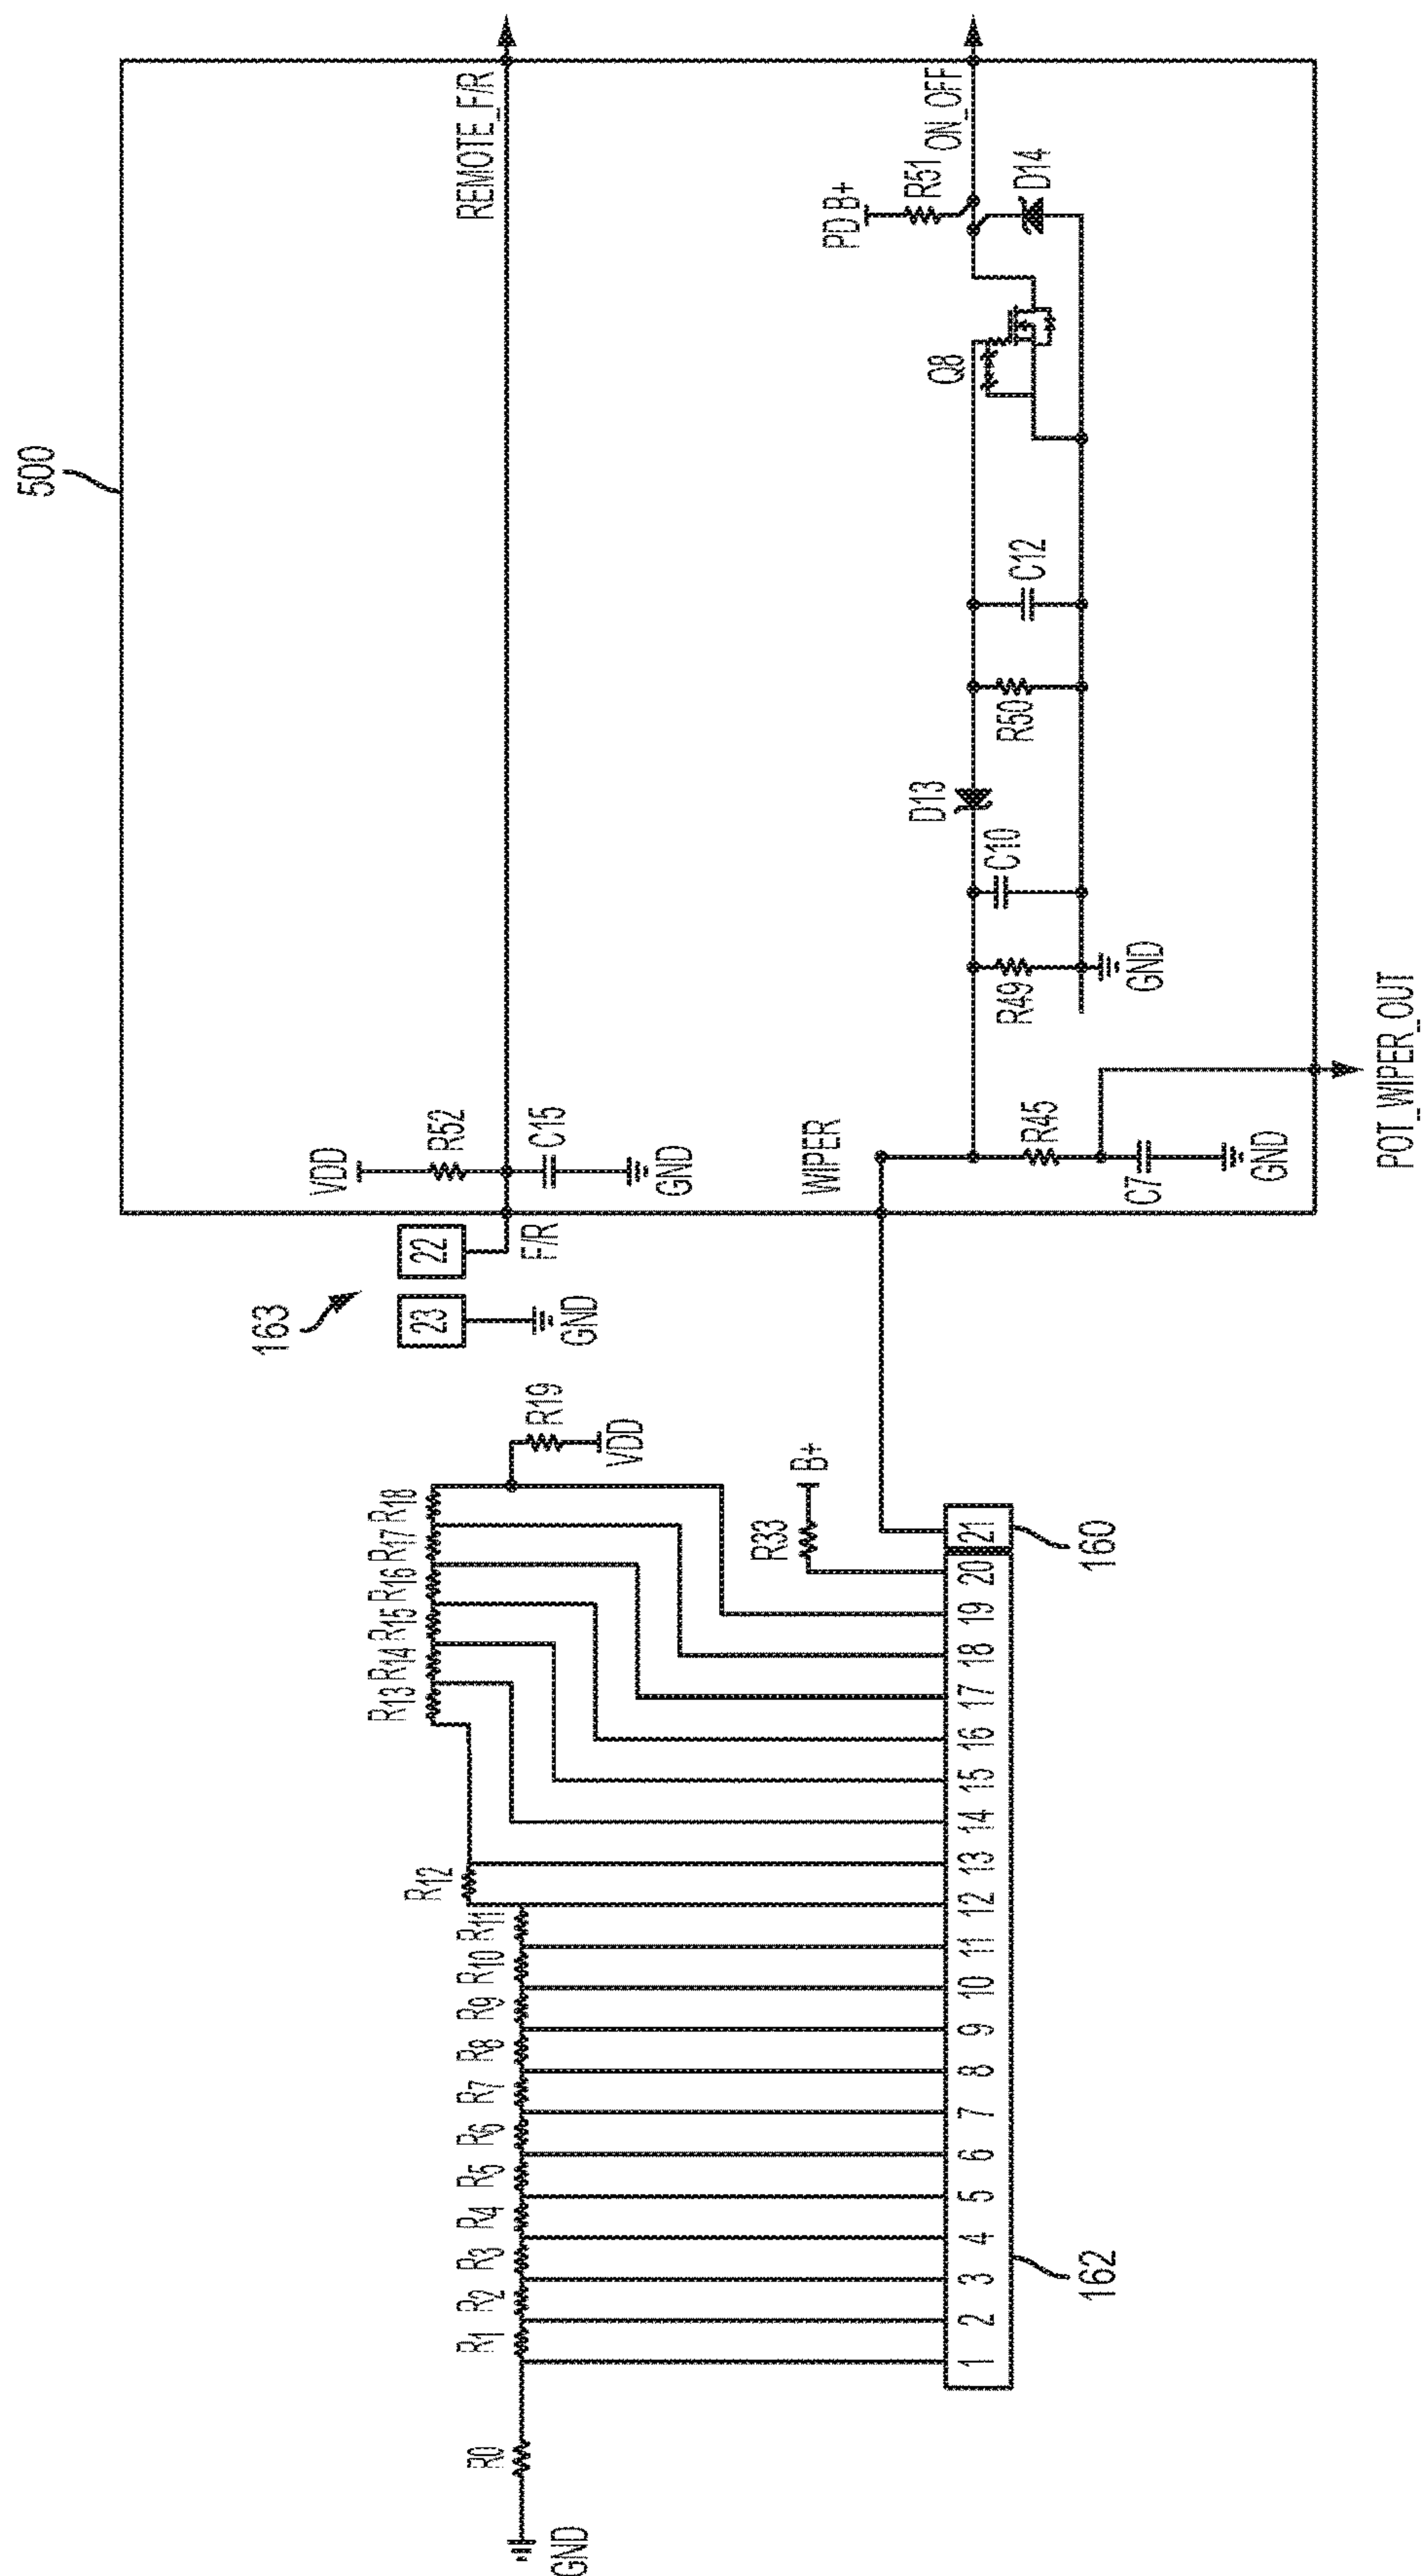 500
REMOTE_F/R
ON_OFF
PD B+
R51
D14
Q8
C12
R50
D13
C10
R49
GND
VDD
R52
C15
GND
WIPER
R45
C7
GND
POT_WIPER_OUT
163
22
23
F/R
GND
R19
VDD
R33
B+
160
R0
GND
R1
R2
R3
R4
R5
R6
R7
R8
R9
R10
R11
R12
R13
R14
R15
R16
R17
R18
1 2 3 4 5 6 7 8 9 10 11 12 13 14 15 16 17 18 19 20 21
162